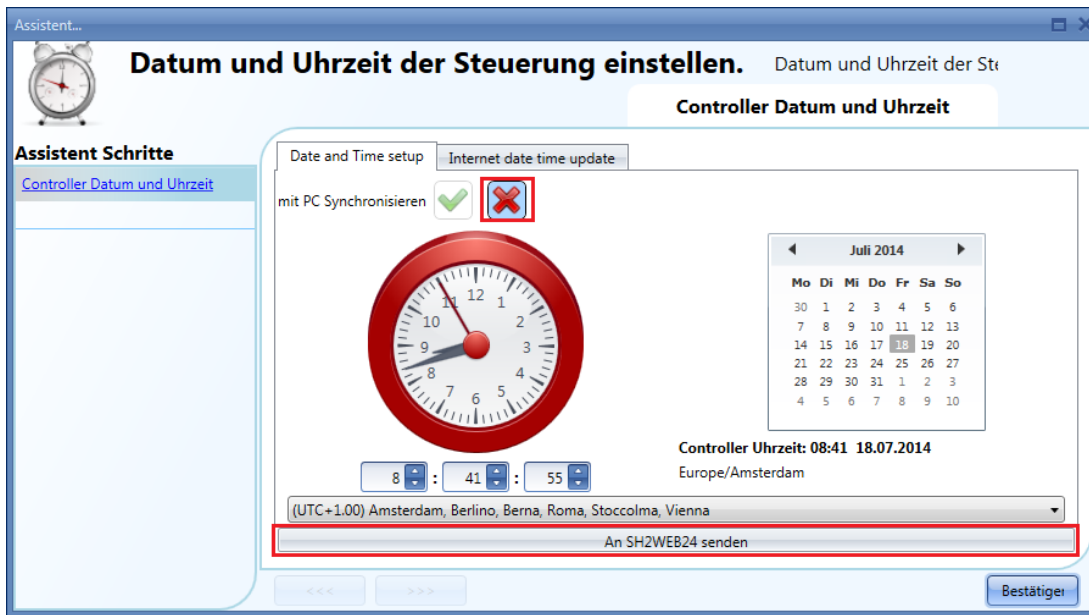 Assistent...
Datum und Uhrzeit der Steuerung einstellen.
Datum und Uhrzeit der Ste
Controller Datum und Uhrzeit
Assistent Schritte
Controller Datum und Uhrzeit
Date and Time setup
Internet date time update
mit PC Synchronisieren
12
1
2
3
4
5
6
7
8
9
10
11
Juli 2014
Mo Di Mi Do Fr Sa So
30 1 2 3 4 5 6
7 8 9 10 11 12 13
14 15 16 17 18 19 20
21 22 23 24 25 26 27
28 29 30 31 1 2 3
4 5 6 7 8 9 10
Controller Uhrzeit: 08:41 18.07.2014
Europe/Amsterdam
8 : 41 : 55
(UTC+1.00) Amsterdam, Berlino, Berna, Roma, Stoccolma, Vienna
An SH2WEB24 senden
<<<
>>>
Bestätiger